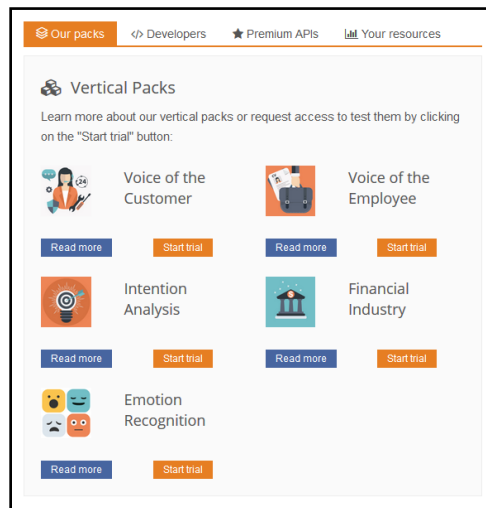 Our packs
</> Developers
Premium APIs
Your resources
Vertical Packs
Learn more about our vertical packs or request access to test them by clicking
on the "Start trial" button:
24
Voice of the
Customer
Voice of the
Employee
Read more
Start trial
Read more
Start trial
Intention
Analysis
Financial
Industry
Read more
Start trial
Read more
Start trial
Emotion
Recognition
Read more
Start trial